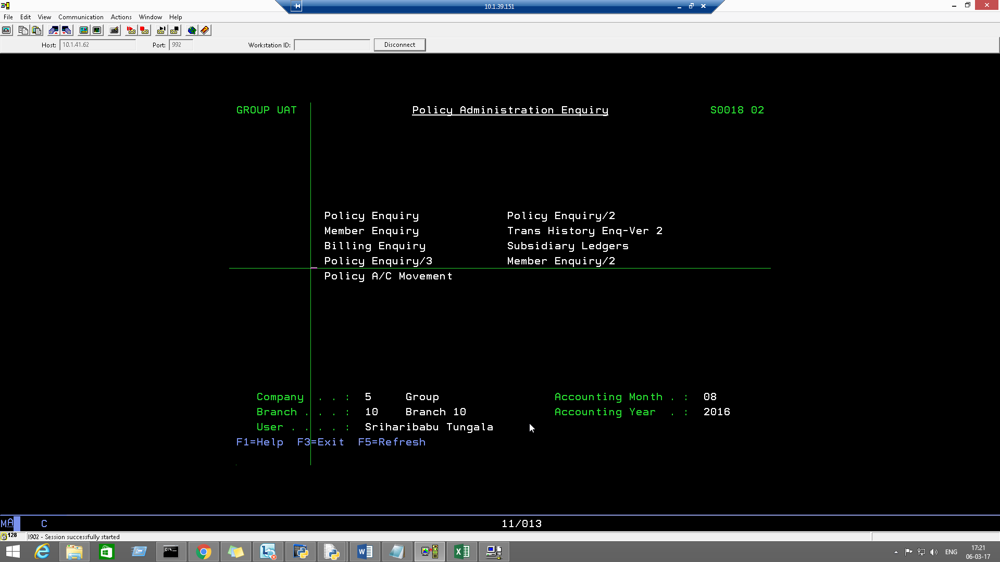 10.1.39.151
File Edit View Communication Actions Window Help
Host: 10.1.41.62 Port: 992 Workstation ID: Disconnect
GROUP UAT Policy Administration Enquiry S0018 02
Policy Enquiry Policy Enquiry/2
Member Enquiry Trans History Enq-Ver 2
Billing Enquiry Subsidiary Ledgers
Policy Enquiry/3 Member Enquiry/2
Policy A/C Movement
Company . . : 5 Group Accounting Month . : 08
Branch . . . : 10 Branch 10 Accounting Year . : 2016
User . . . . : Sriharibabu Tungala
F1=Help F3=Exit F5=Refresh
MA C 11/013
128 I902 - Session successfully started
ENG 17:21
06-03-17